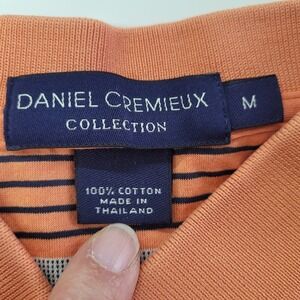 DANIEL CREMIEUX
COLLECTION
M
100% COTTON
MADE IN
THAILAND